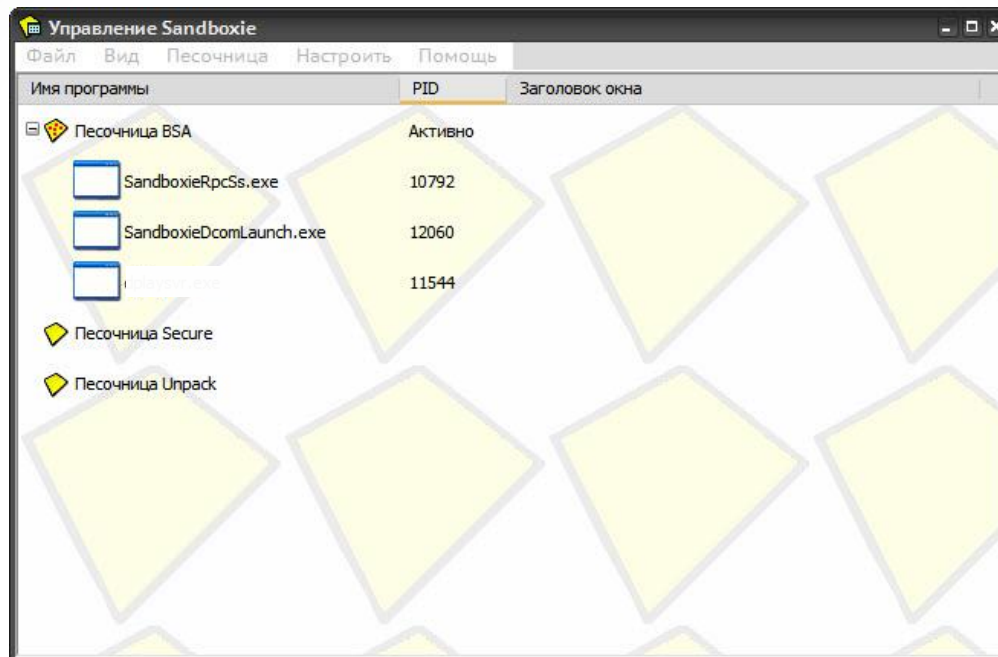 Управление Sandboxie
Файл Вид Песочница Настроить Помощь
Имя программы PID Заголовок окна
Песочница BSA Активно
SandboxieRpcSs.exe 10792
SandboxieDcomLaunch.exe 12060
11544
Песочница Secure
Песочница Unpack